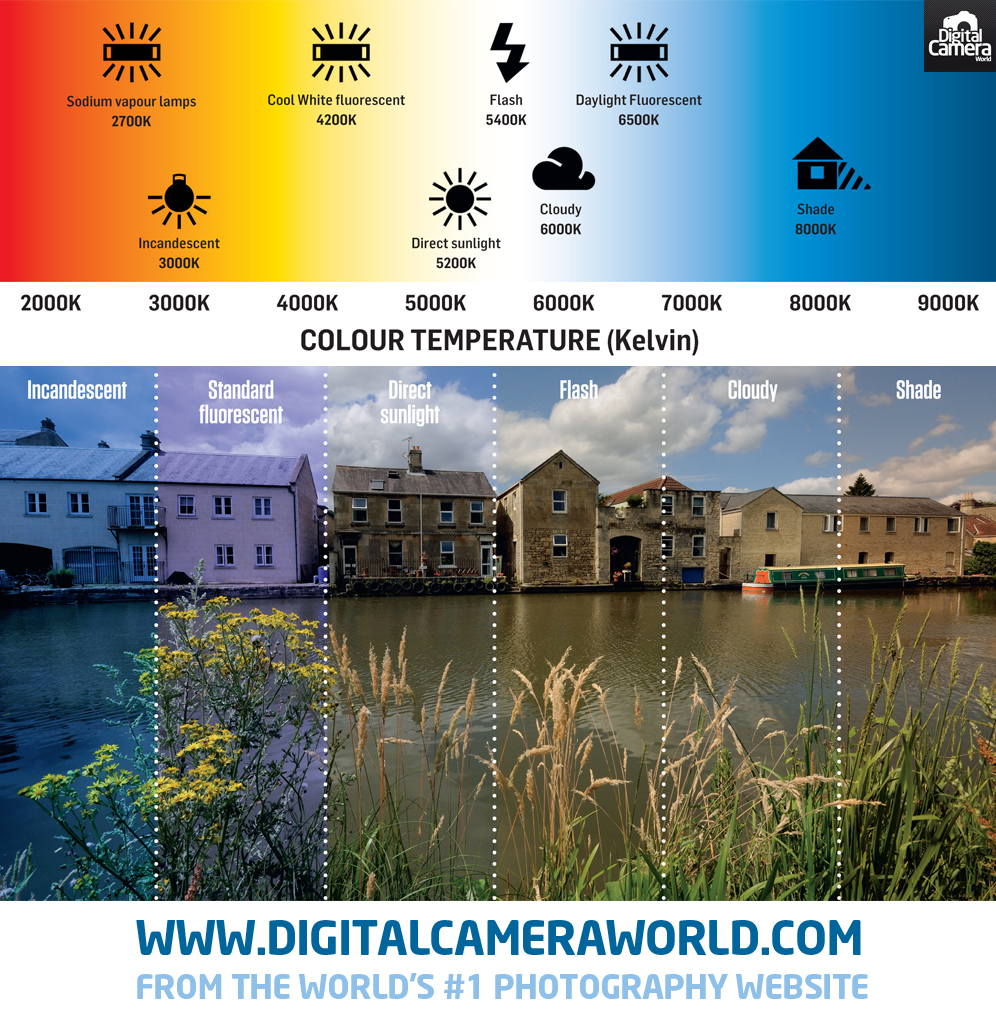 Digital
Camera
World
Sodium vapour lamps
2700K
Cool White fluorescent
4200K
Flash
5400K
Daylight Fluorescent
6500K
Incandescent
3000K
Direct sunlight
5200K
Cloudy
6000K
Shade
8000K
2000K 3000K 4000K 5000K 6000K 7000K 8000K 9000K
COLOUR TEMPERATURE (Kelvin)
Incandescent
Standard
fluorescent
Direct
sunlight
Flash
Cloudy
Shade
WWW.DIGITALCAMERAWORLD.COM
FROM THE WORLD'S #1 PHOTOGRAPHY WEBSITE